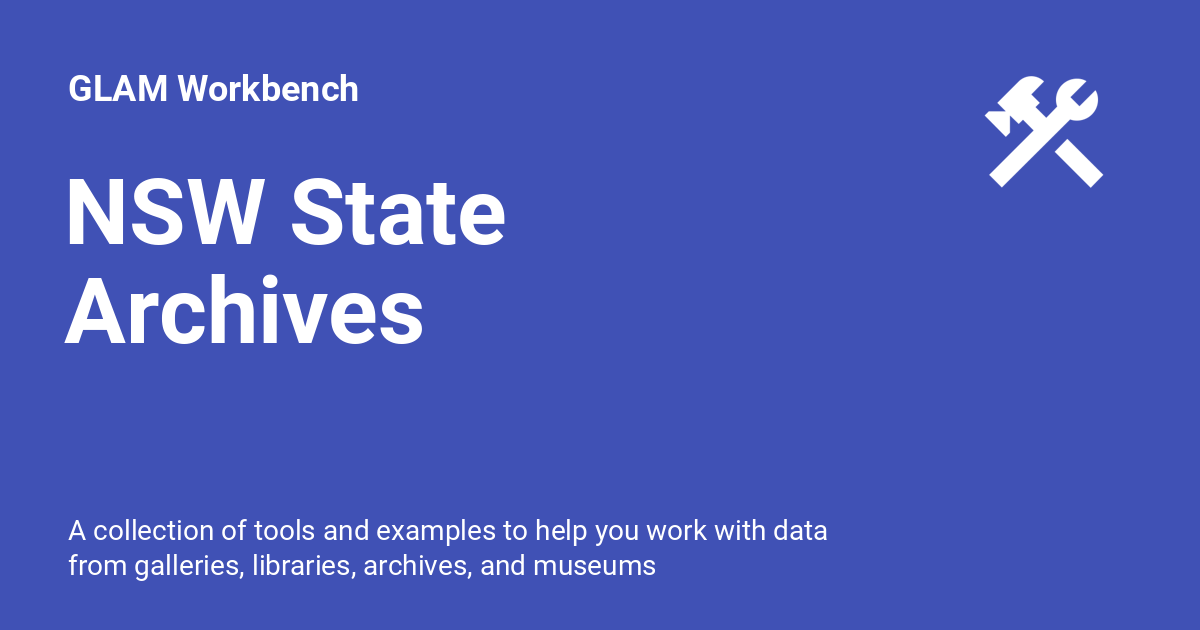 GLAM Workbench
NSW State
Archives
A collection of tools and examples to help you work with data
from galleries, libraries, archives, and museums